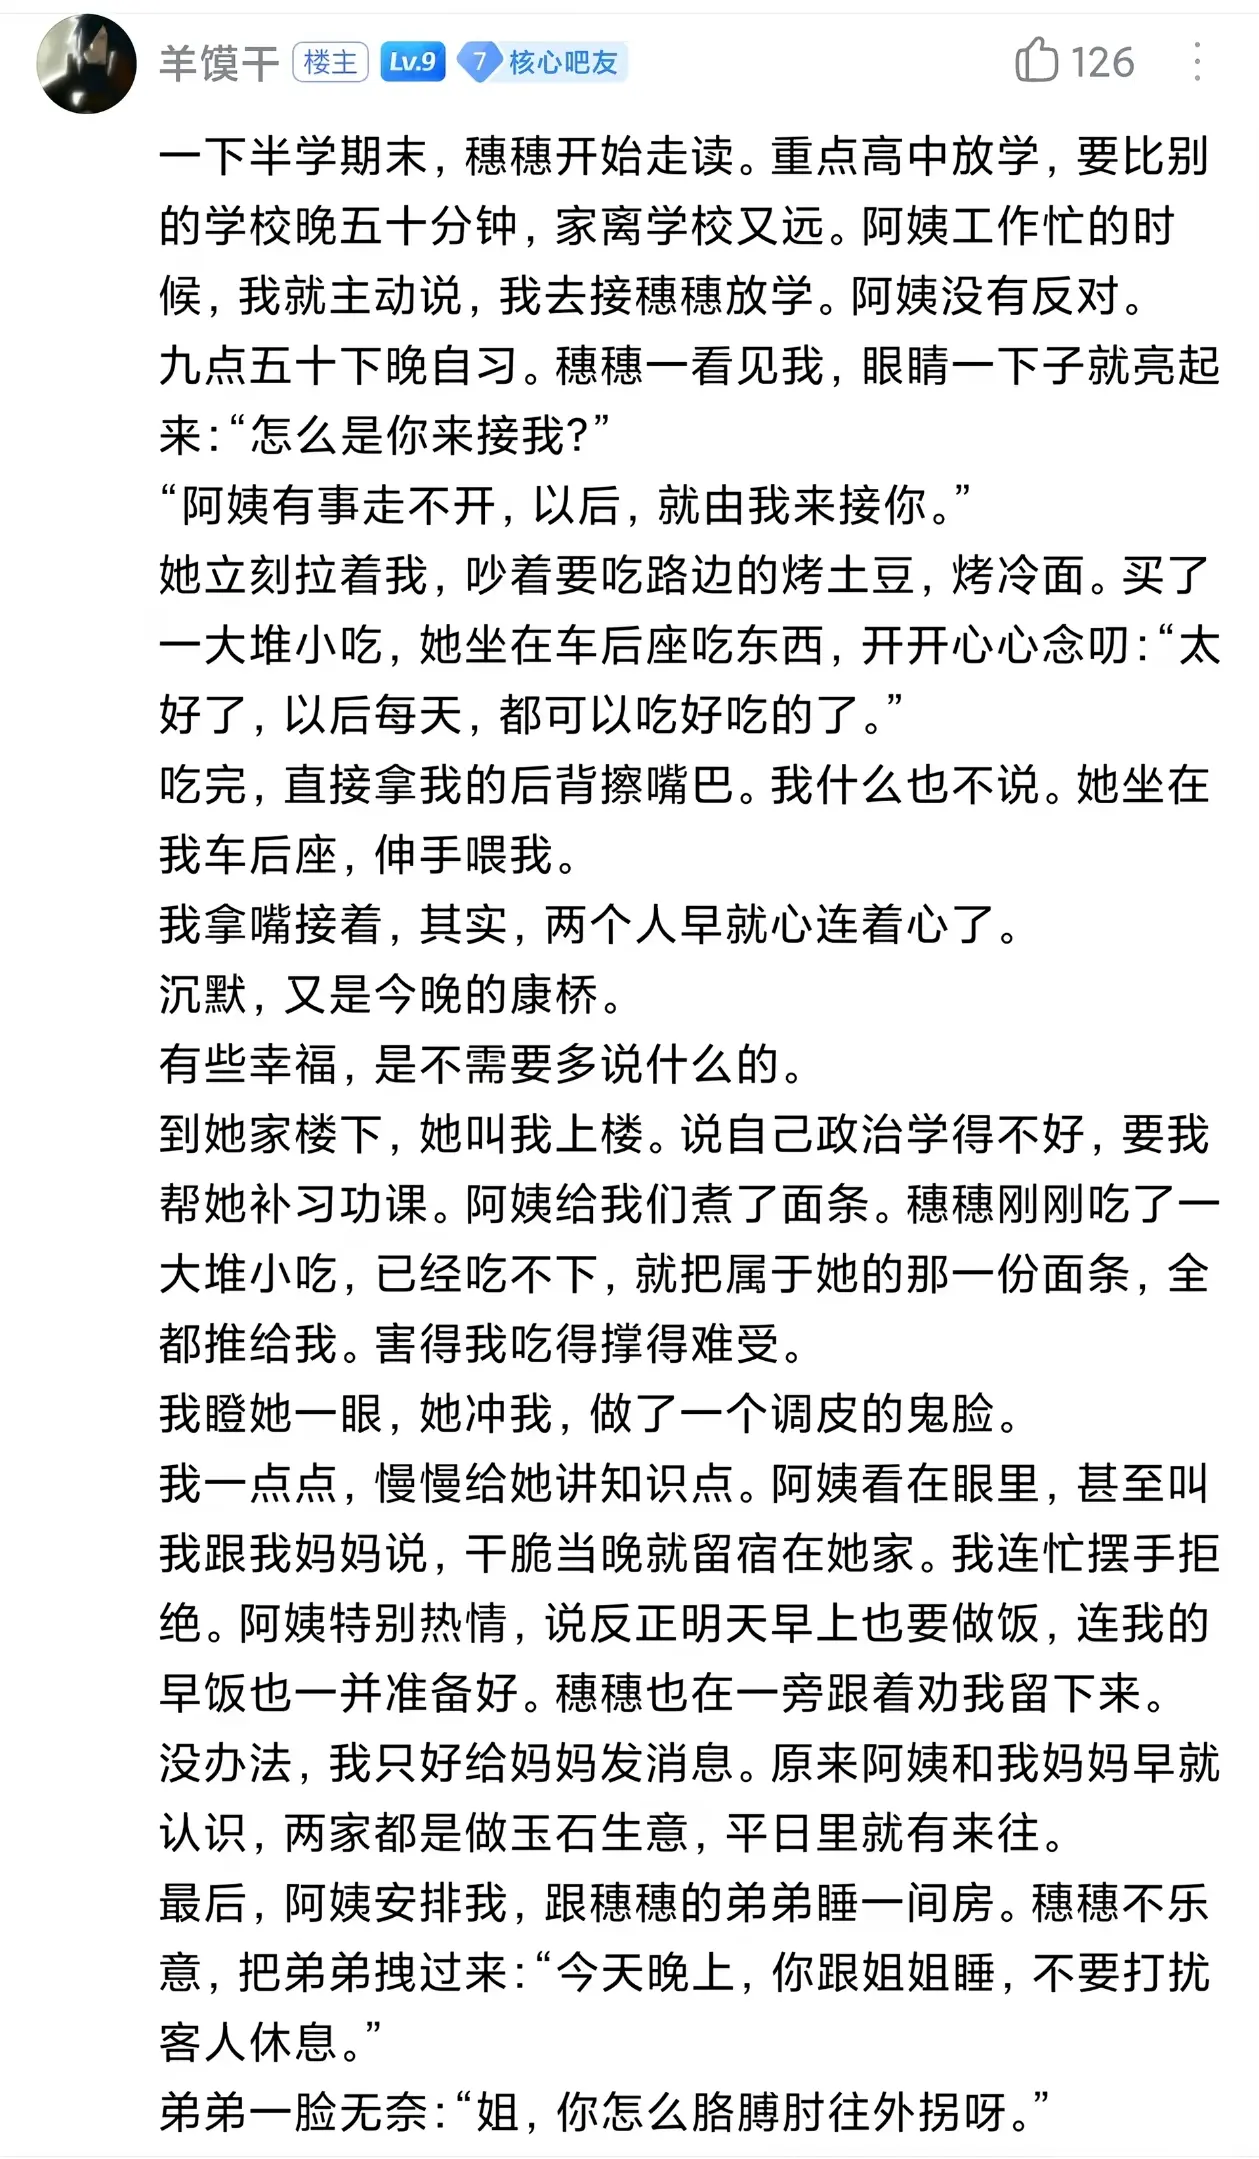 羊馍干 楼主 Lv.9 7 核心吧友 126
一下半学期末，穗穗开始走读。重点高中放学，要比别
的学校晚五十分钟，家离学校又远。阿姨工作忙的时
候，我就主动说，我去接穗穗放学。阿姨没有反对。
九点五十下晚自习。穗穗一看见我，眼睛一下子就亮起
来：“怎么是你来接我？”
“阿姨有事走不开，以后，就由我来接你。”
她立刻拉着我，吵着要吃路边的烤土豆，烤冷面。买了
一大堆小吃，她坐在车后座吃东西，开开心心念叨：“太
好了，以后每天，都可以吃好吃的了。”
吃完，直接拿我的后背擦嘴巴。我什么也不说。她坐在
我车后座，伸手喂我。
我拿嘴接着，其实，两个人早就心连着心了。
沉默，又是今晚的康桥。
有些幸福，是不需要多说什么的。
到她家楼下，她叫我上楼。说自己政治学得不好，要我
帮她补习功课。阿姨给我们煮了面条。穗穗刚刚吃了一
大堆小吃，已经吃不下，就把属于她的那一份面条，全
都推给我。害得我吃得撑得难受。
我瞪她一眼，她冲我，做了一个调皮的鬼脸。
我一点点，慢慢给她讲知识点。阿姨看在眼里，甚至叫
我跟我妈妈说，干脆当晚就留宿在她家。我连忙摆手拒
绝。阿姨特别热情，说反正明天早上也要做饭，连我的
早饭也一并准备好。穗穗也在一旁跟着劝我留下来。
没办法，我只好给妈妈发消息。原来阿姨和我妈妈早就
认识，两家都是做玉石生意，平日里就有来往。
最后，阿姨安排我，跟穗穗的弟弟睡一间房。穗穗不乐
意，把弟弟拽过来：“今天晚上，你跟姐姐睡，不要打扰
客人休息。”
弟弟一脸无奈：“姐，你怎么胳膊肘往外拐呀。”